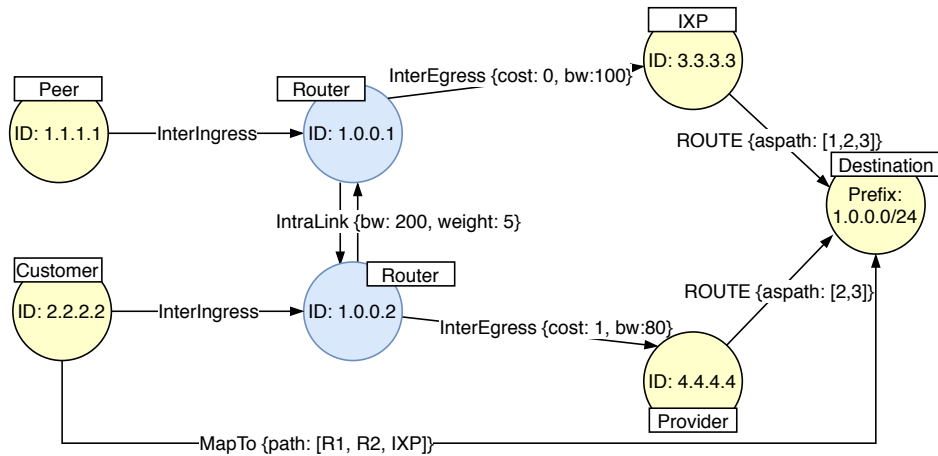 IXP
ID: 3.3.3.3
InterEgress {cost: 0, bw:100}
Peer
Router
ID: 1.1.1.1
InterIngress
ID: 1.0.0.1
ROUTE {aspath: [1,2,3]}
Destination
Prefix:
1.0.0.0/24
IntraLink {bw: 200, weight: 5}
Customer
Router
ID: 2.2.2.2
InterIngress
ID: 1.0.0.2
ROUTE {aspath: [2,3]}
InterEgress {cost: 1, bw:80}
ID: 4.4.4.4
Provider
MapTo {path: [R1, R2, IXP]}